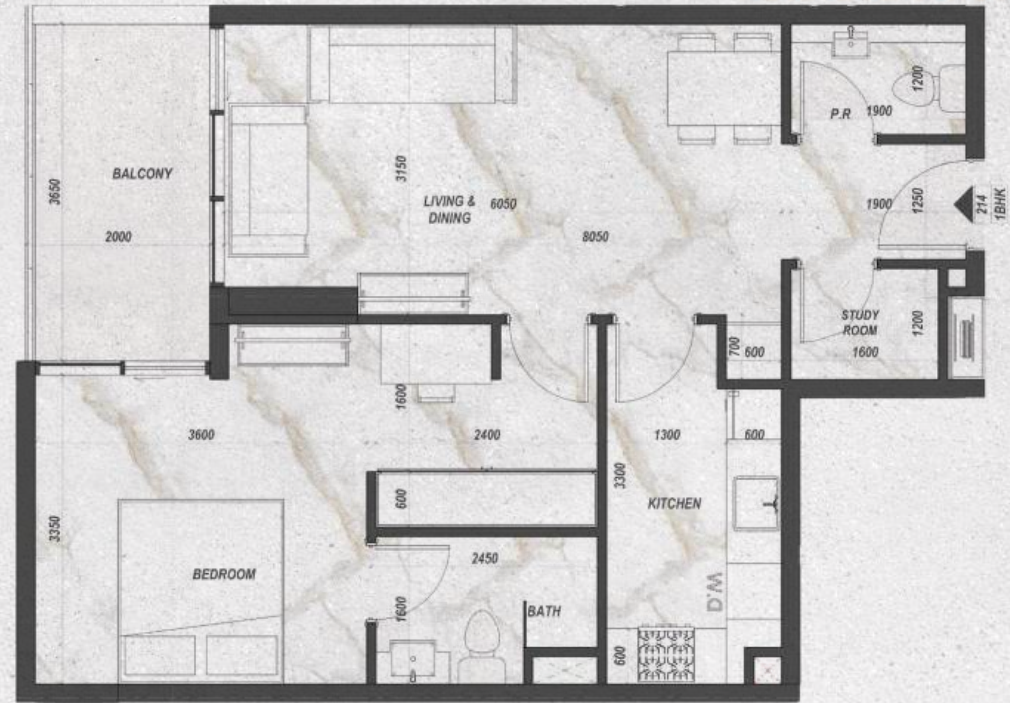 1200
P.R
1900
BALCONY
3650
2000
3150
LIVING &
DINING
6050
8050
1900
1250
214
1BHK
STUDY
ROOM
1200
1600
700
600
1600
3600
2400
1300
600
600
3300
KITCHEN
3350
BEDROOM
2450
1600
BATH
W.D
600